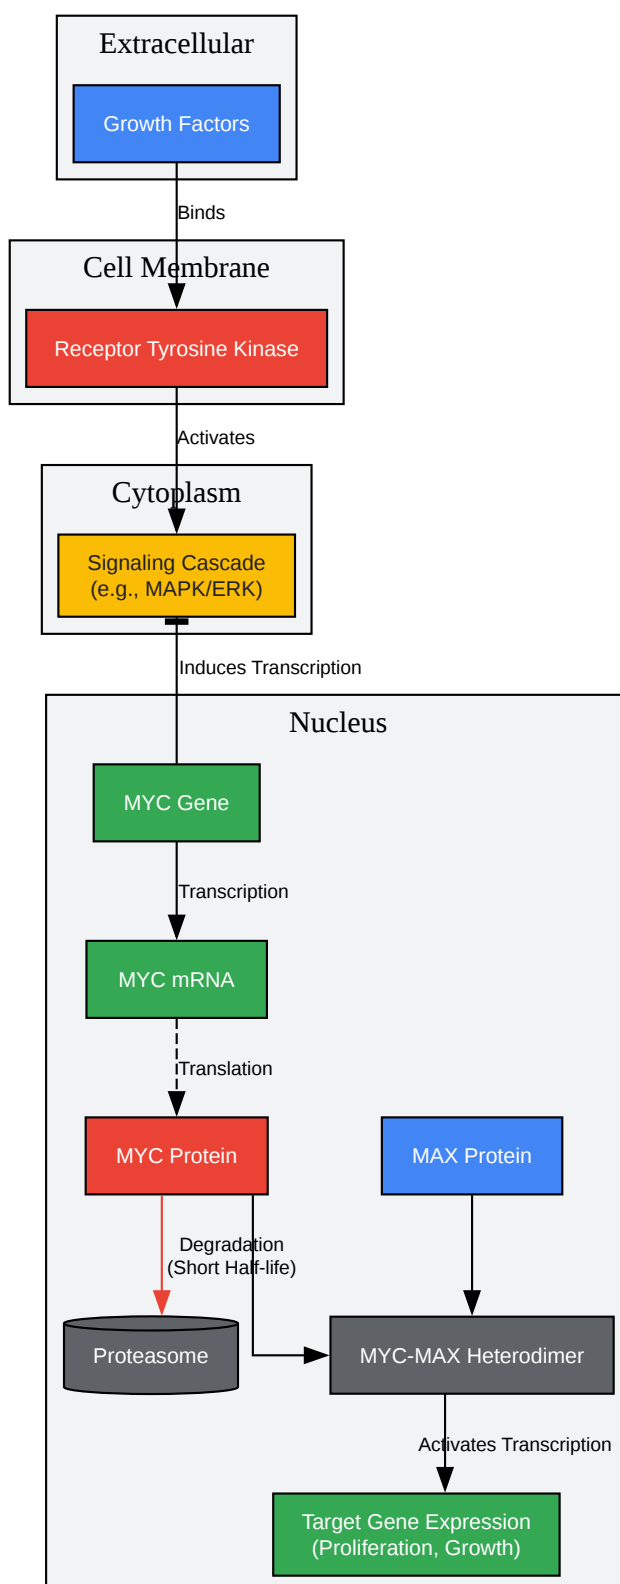 Extracellular
Growth Factors
Binds
Cell Membrane
Receptor Tyrosine Kinase
Activates
Cytoplasm
Signaling Cascade
(e.g., MAPK/ERK)
Induces Transcription
Nucleus
MYC Gene
Transcription
MYC mRNA
Translation
MYC Protein
MAX Protein
Degradation
(Short Half-life)
Proteasome
MYC-MAX Heterodimer
Activates Transcription
Target Gene Expression
(Proliferation, Growth)